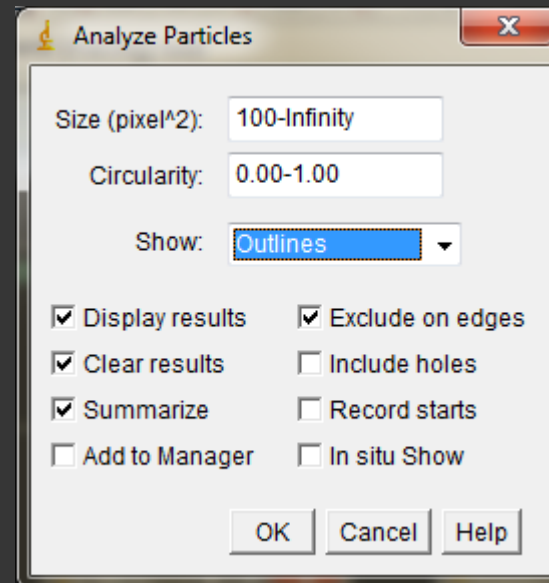 Analyze Particles
Size (pixel^2): 100-Infinity
Circularity: 0.00-1.00
Show: Outlines
Display results Exclude on edges
Clear results Include holes
Summarize Record starts
Add to Manager In situ Show
OK Cancel Help